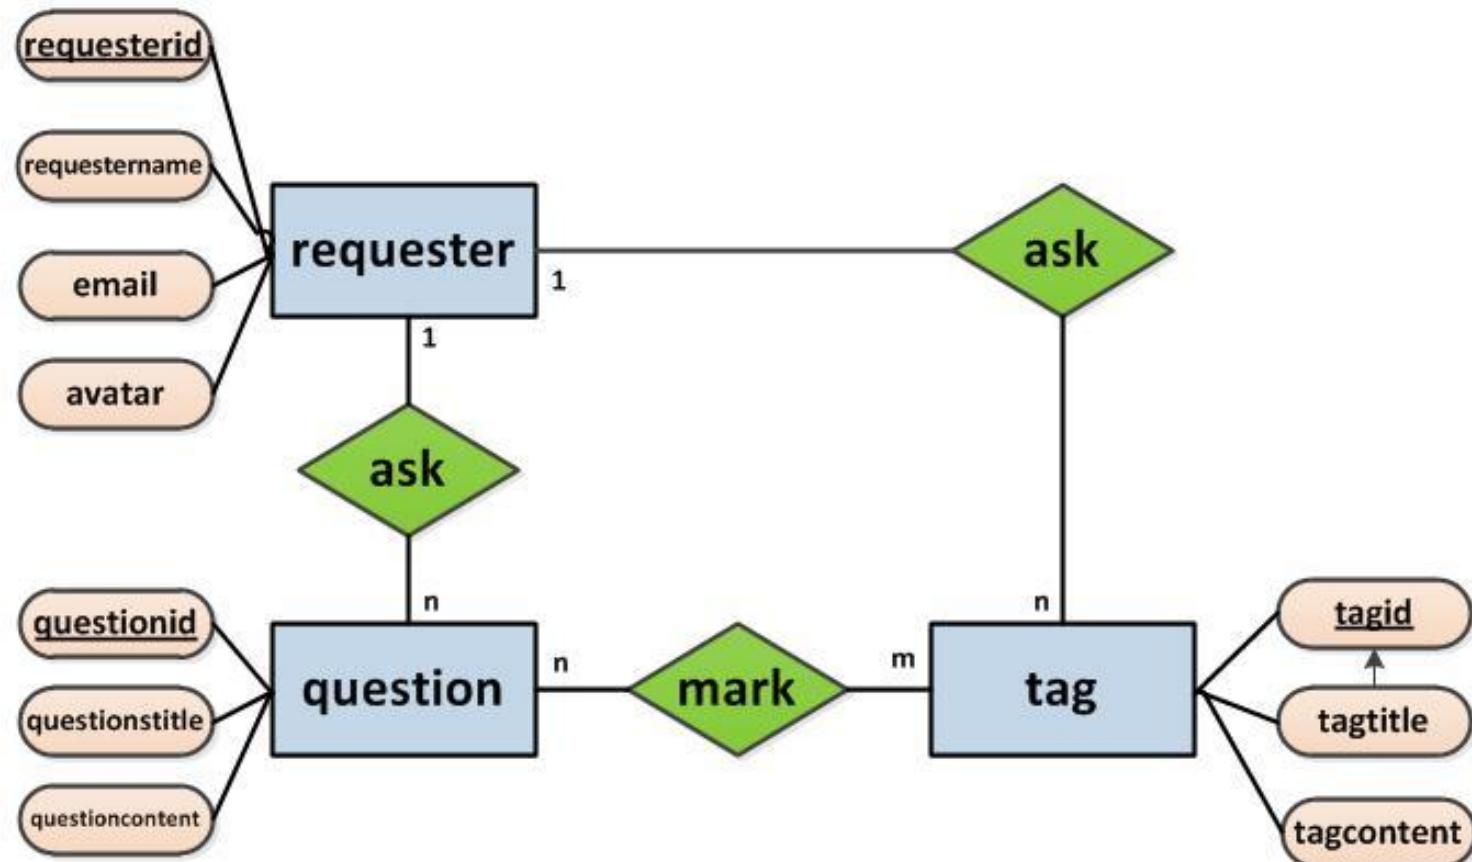 requesterid
requestername
email
avatar
requester
1
1
ask
ask
n
n
questionid
questionstitle
questioncontent
question
n
mark
m
tag
tagid
tagtitle
tagcontent